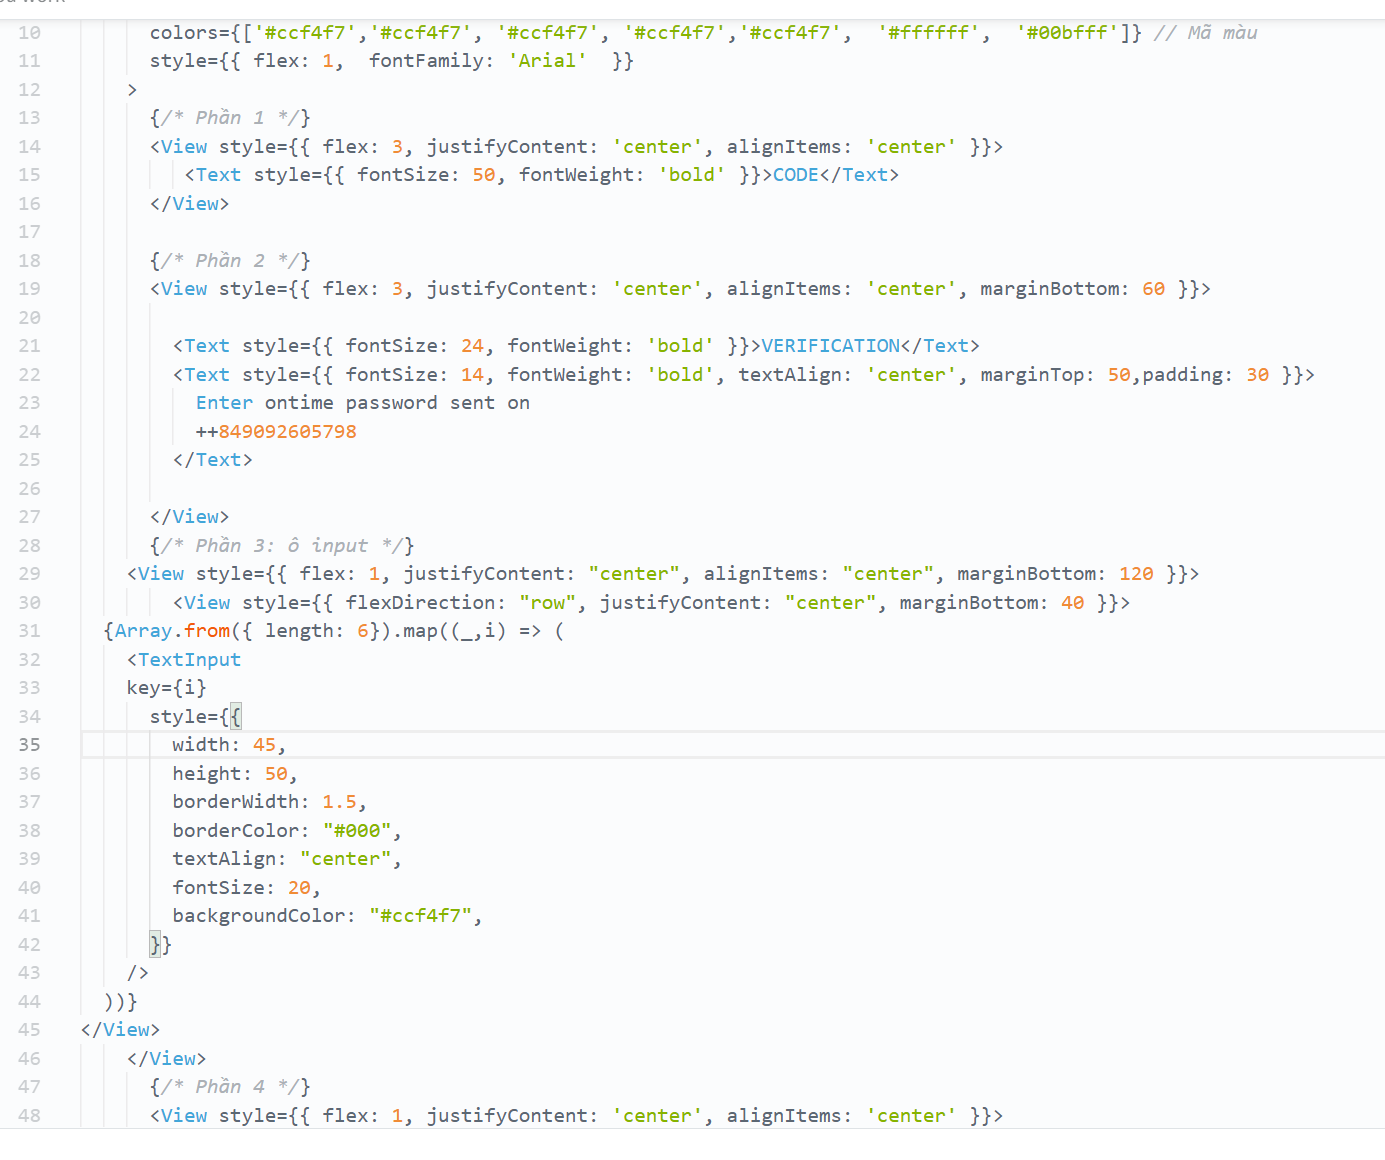 10 colors={['#ccf4f7','#ccf4f7', '#ccf4f7', '#ccf4f7','#ccf4f7', '#ffffff', '#00bfff']} // Mã màu
11 style={{ flex: 1, fontFamily: 'Arial' }}
12 >
13 {/* Phần 1 */}
14 <View style={{ flex: 3, justifyContent: 'center', alignItems: 'center' }}>
15 <Text style={{ fontSize: 50, fontWeight: 'bold' }}>CODE</Text>
16 </View>
17
18 {/* Phần 2 */}
19 <View style={{ flex: 3, justifyContent: 'center', alignItems: 'center', marginBottom: 60 }}>
20
21 <Text style={{ fontSize: 24, fontWeight: 'bold' }}>VERIFICATION</Text>
22 <Text style={{ fontSize: 14, fontWeight: 'bold', textAlign: 'center', marginTop: 50,padding: 30 }}>
23 Enter ontime password sent on
24 ++849092605798
25 </Text>
26
27 </View>
28 {/* Phần 3: ô input */}
29 <View style={{ flex: 1, justifyContent: "center", alignItems: "center", marginBottom: 120 }}>
30 <View style={{ flexDirection: "row", justifyContent: "center", marginBottom: 40 }}>
31 {Array.from({ length: 6}).map((_,i) => (
32 <TextInput
33 key={i}
34 style={{
35 width: 45,
36 height: 50,
37 borderWidth: 1.5,
38 borderColor: "#000",
39 textAlign: "center",
40 fontSize: 20,
41 backgroundColor: "#ccf4f7",
42 }}
43 />
44 ))}
45 </View>
46 </View>
47 {/* Phần 4 */}
48 <View style={{ flex: 1, justifyContent: 'center', alignItems: 'center' }}>